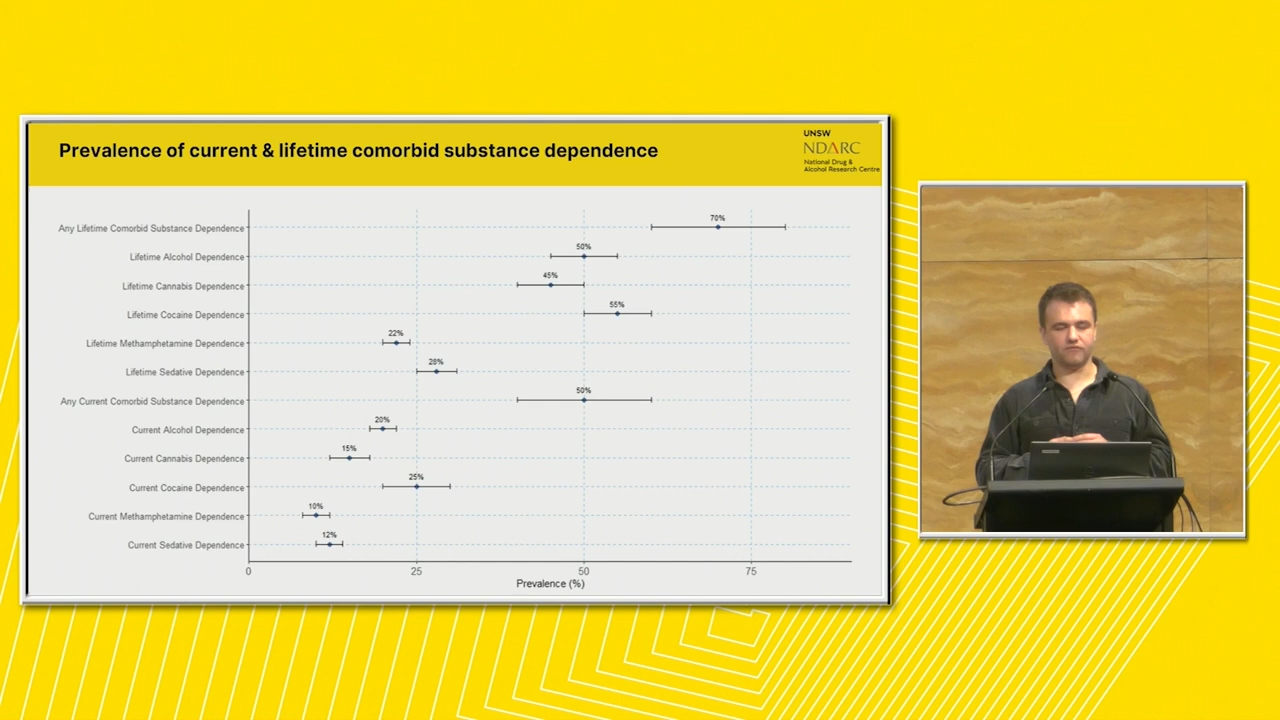 Prevalence of current & lifetime comorbid substance dependence
UNSW
NDARC
National Drug &
Alcohol Research Centre
70%
Any Lifetime Comorbid Substance Dependence
50%
Lifetime Alcohol Dependence
45%
Lifetime Cannabis Dependence
55%
Lifetime Cocaine Dependence
22%
Lifetime Methamphetamine Dependence
28%
Lifetime Sedative Dependence
50%
Any Current Comorbid Substance Dependence
20%
Current Alcohol Dependence
15%
Current Cannabis Dependence
25%
Current Cocaine Dependence
10%
Current Methamphetamine Dependence
12%
Current Sedative Dependence
0 25 50 75
Prevalence (%)